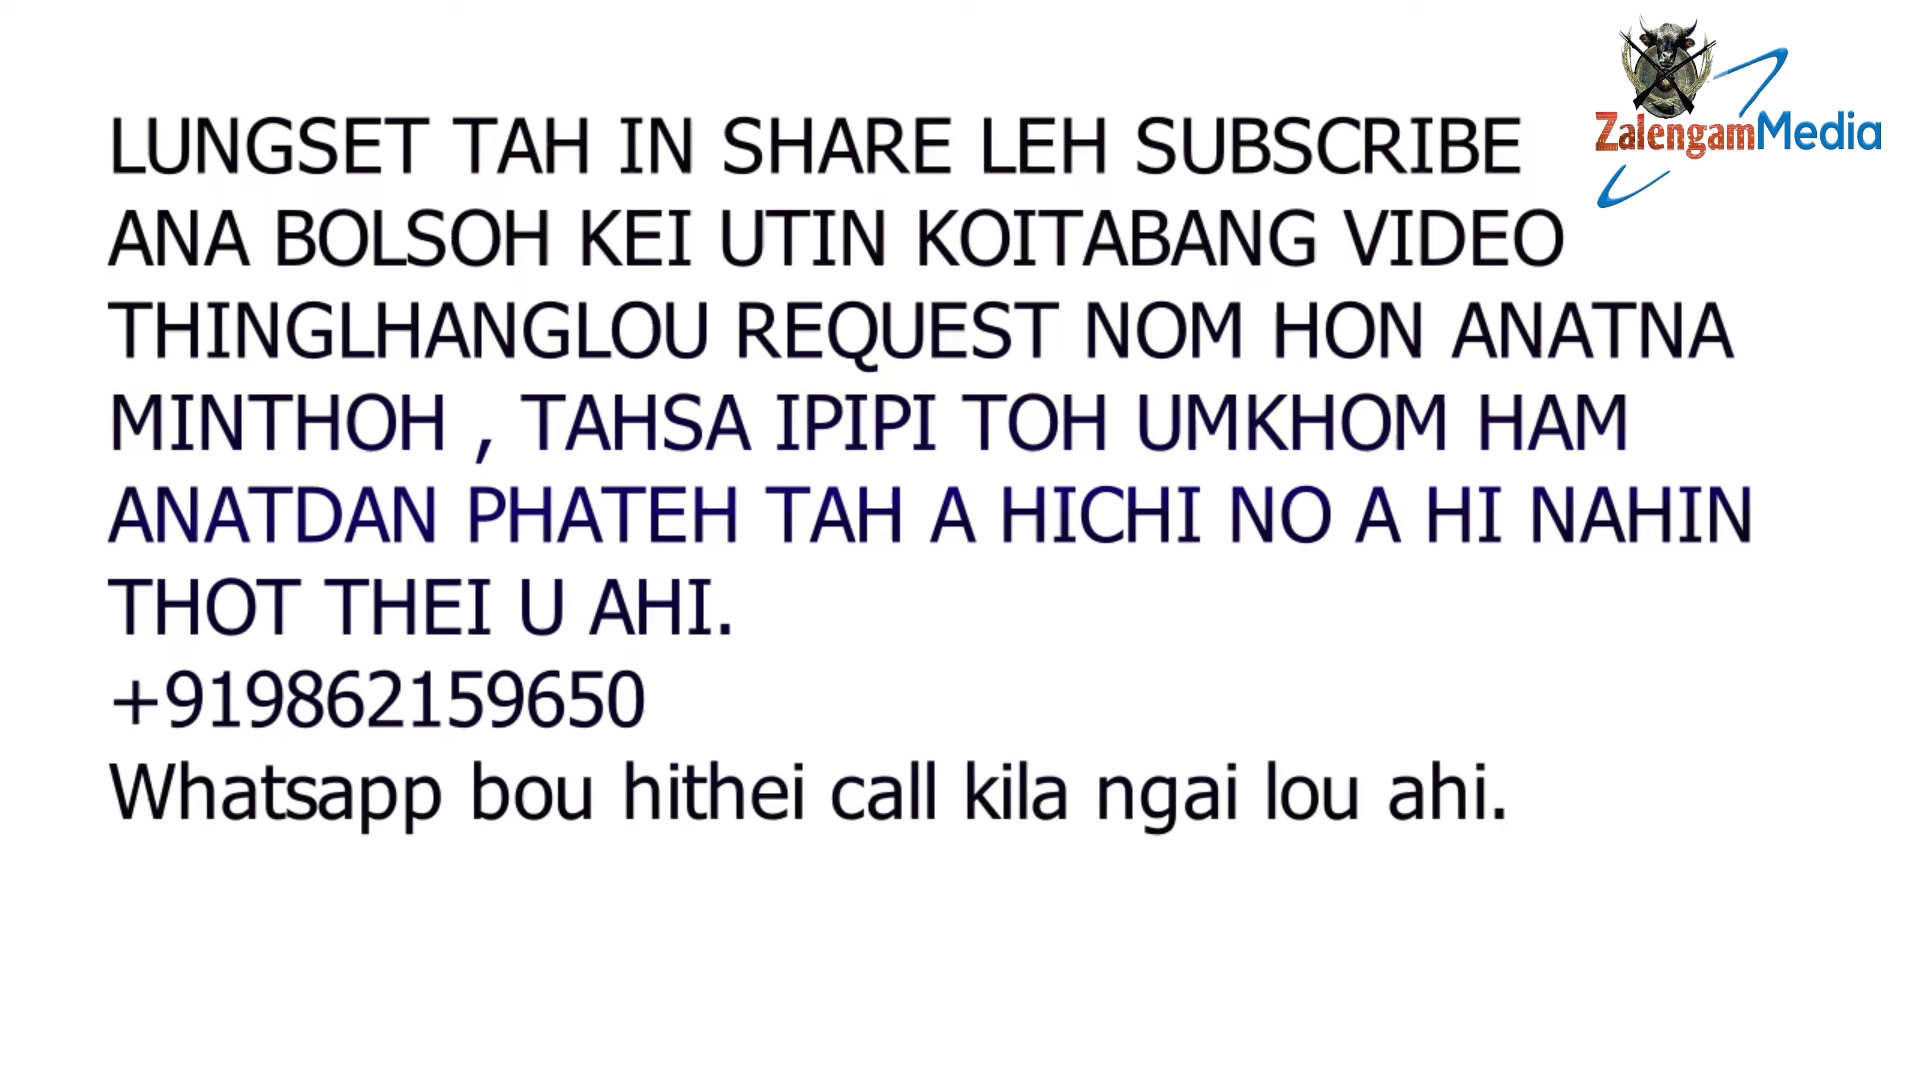 ZalengamMedia
LUNGSET TAH IN SHARE LEH SUBSCRIBE
ANA BOLSOH KEI UTIN KOITABANG VIDEO
THINGLHANGLOU REQUEST NOM HON ANATNA
MINTHOH , TAHSA IPIPI TOH UMKHOM HAM
ANATDAN PHATEH TAH A HICHI NO A HI NAHIN
THOT THEI U AHI.
+919862159650
Whatsapp bou hithei call kila ngai lou ahi.